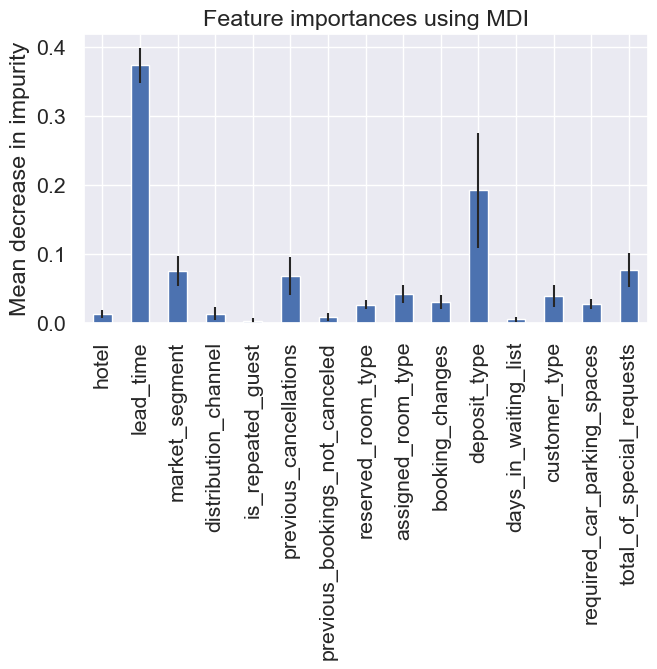 Feature importances using MDI
Mean decrease in impurity
0.4
0.3
0.2
0.1
0.0
hotel
lead_time
market_segment
distribution_channel
is_repeated_guest
previous_cancellations
previous_bookings_not_canceled
reserved_room_type
assigned_room_type
booking_changes
deposit_type
days_in_waiting_list
customer_type
required_car_parking_spaces
total_of_special_requests